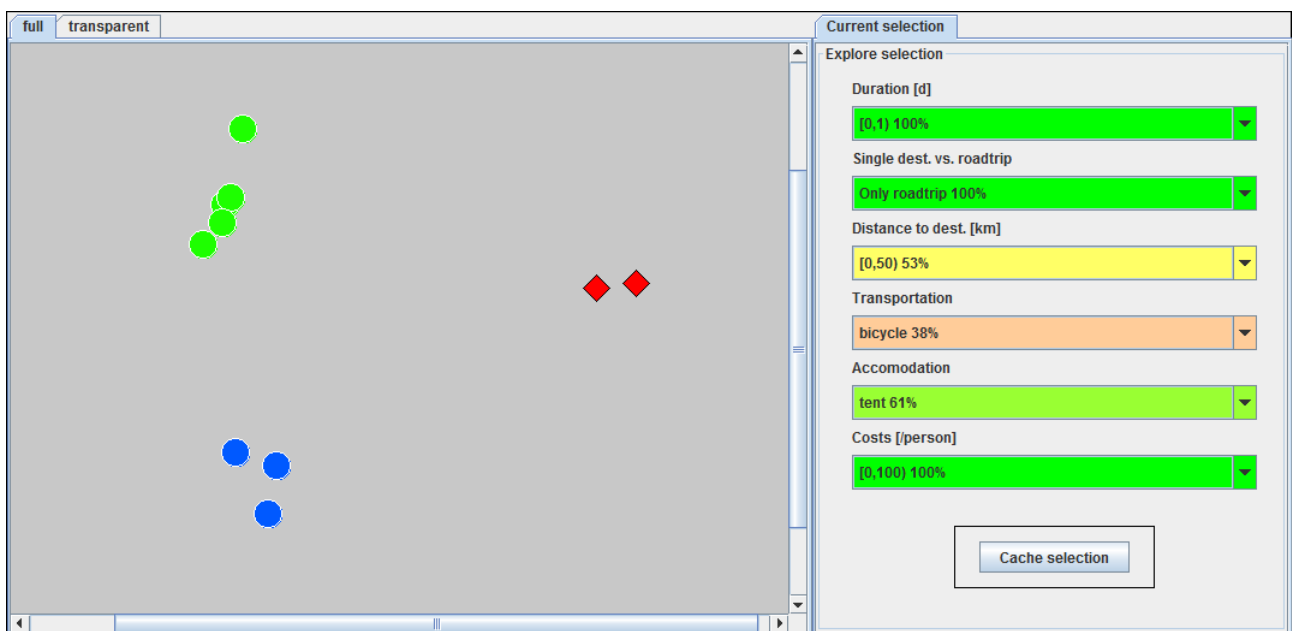 full transparent
Current selection
Explore selection
Duration [d]
[0,1) 100%
Single dest. vs. roadtrip
Only roadtrip 100%
Distance to dest. [km]
[0,50) 53%
Transportation
bicycle 38%
Accomodation
tent 61%
Costs [/person]
[0,100) 100%
Cache selection